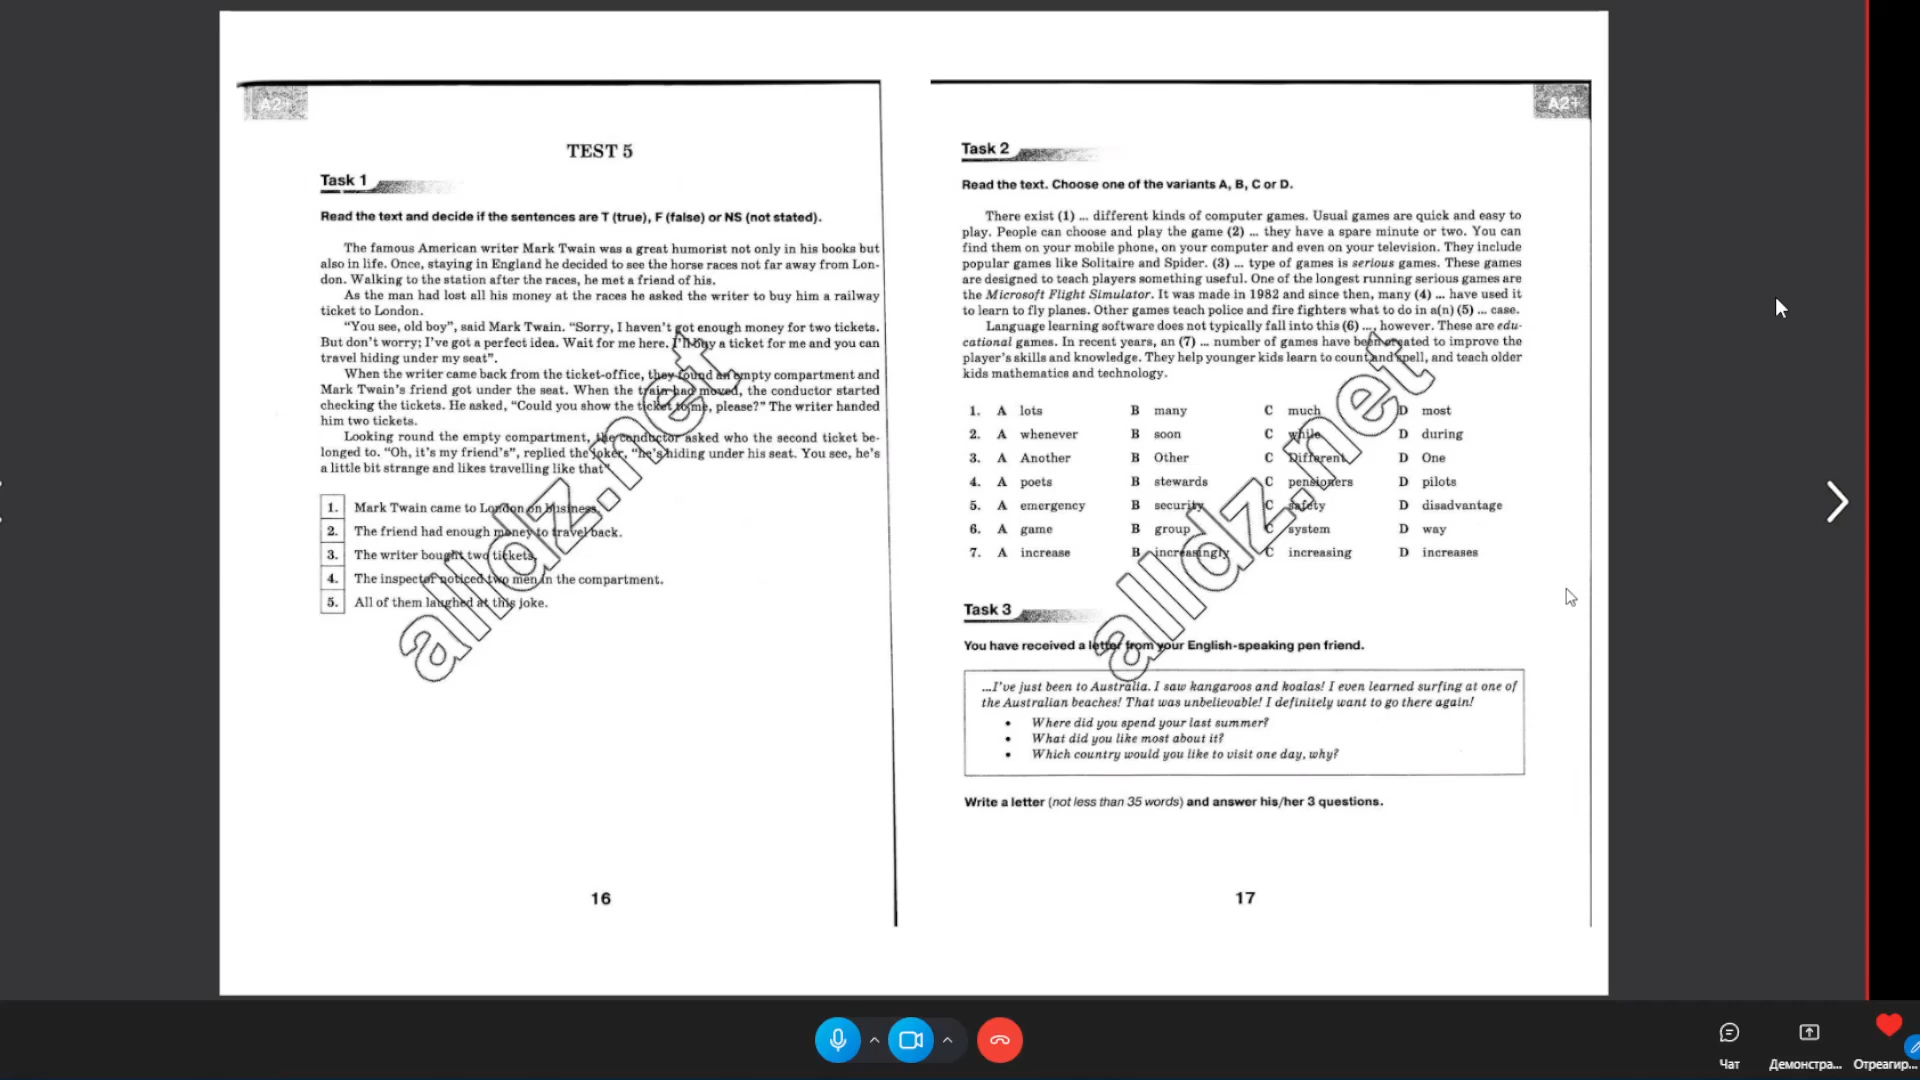 A2+
TEST 5
Task 1
Read the text and decide if the sentences are T (true), F (false) or NS (not stated).
The famous American writer Mark Twain was a great humorist not only in his books but
also in life. Once, staying in England he decided to see the horse races not far away from Lon-
don. Walking to the station after the races, he met a friend of his.
As the man had lost all his money at the races he asked the writer to buy him a railway
ticket to London.
"You see, old boy", said Mark Twain. "Sorry, I haven't got enough money for two tickets.
But don't worry; I've got a perfect idea. Wait for me here. I'll buy a ticket for me and you can
travel hiding under my seat".
When the writer came back from the ticket-office, they found an empty compartment and
Mark Twain's friend got under the seat. When the train had moved, the conductor started
checking the tickets. He asked, "Could you show the ticket to me, please?" The writer handed
him two tickets.
Looking round the empty compartment, the conductor asked who the second ticket be-
longed to. "Oh, it's my friend's", replied the joker, "he's hiding under his seat. You see, he's
a little bit strange and likes travelling like that"
1. Mark Twain came to London on business.
2. The friend had enough money to travel back.
3. The writer bought two tickets.
4. The inspector noticed two men in the compartment.
5. All of them laughed at this joke.
alldz.net
16
A2+
Task 2
Read the text. Choose one of the variants A, B, C or D.
There exist (1) ... different kinds of computer games. Usual games are quick and easy to
play. People can choose and play the game (2) ... they have a spare minute or two. You can
find them on your mobile phone, on your computer and even on your television. They include
popular games like Solitaire and Spider. (3) ... type of games is serious games. These games
are designed to teach players something useful. One of the longest running serious games are
the Microsoft Flight Simulator. It was made in 1982 and since then, many (4) ... have used it
to learn to fly planes. Other games teach police and fire fighters what to do in a(n) (5) ... case.
Language learning software does not typically fall into this (6) ..., however. These are edu-
cational games. In recent years, an (7) ... number of games have been created to improve the
player's skills and knowledge. They help younger kids learn to count and spell, and teach older
kids mathematics and technology.
1. A lots B many C much D most
2. A whenever B soon C while D during
3. A Another B Other C Different D One
4. A poets B stewards C pensioners D pilots
5. A emergency B security C safety D disadvantage
6. A game B group C system D way
7. A increase B increasingly C increasing D increases
Task 3
You have received a letter from your English-speaking pen friend.
...I've just been to Australia. I saw kangaroos and koalas! I even learned surfing at one of
the Australian beaches! That was unbelievable! I definitely want to go there again!
• Where did you spend your last summer?
• What did you like most about it?
• Which country would you like to visit one day, why?
Write a letter (not less than 35 words) and answer his/her 3 questions.
alldz.net
17
Чат
Демонстра...
Отреагир...